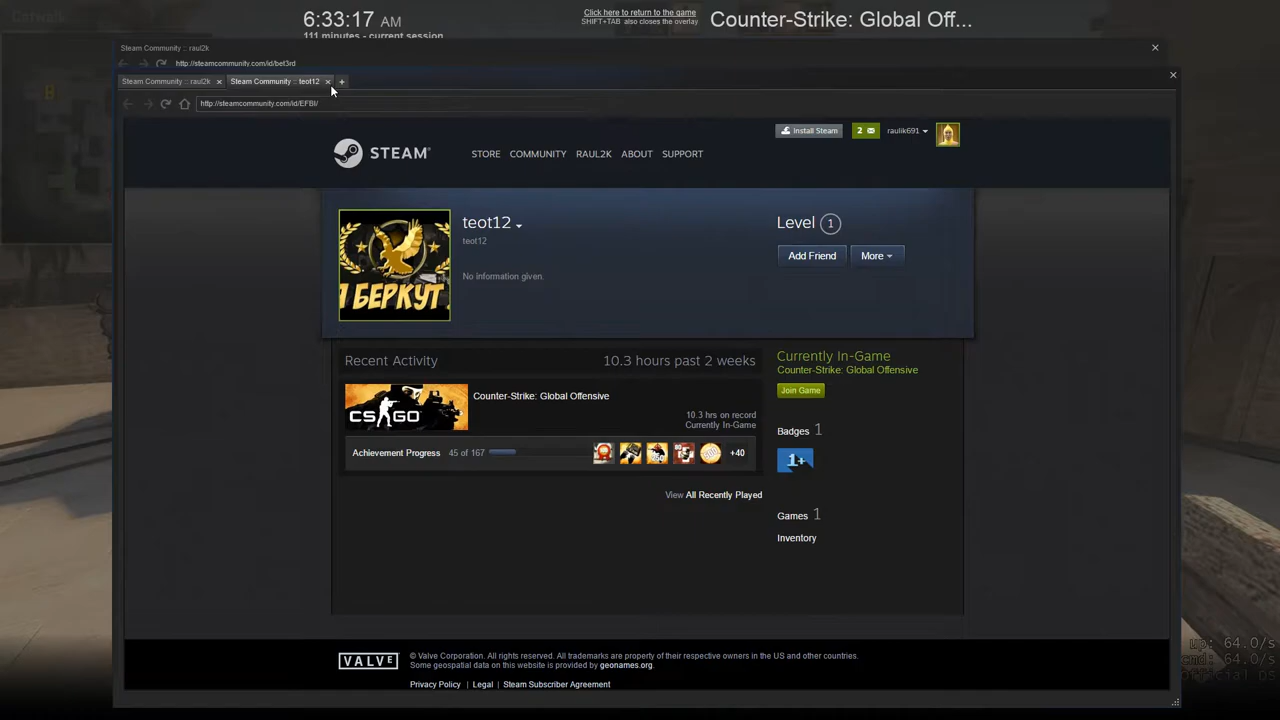 Catwalk
6:33:17 AM
111 minutes - current session
Click here to return to the game
SHIFT+TAB also closes the overlay
Counter-Strike: Global Off...
Steam Community :: raul2k
http://steamcommunity.com/id/bet3rd
Steam Community :: raul2k
Steam Community :: teot12
http://steamcommunity.com/id/EFBI/
Install Steam
2
raulik691
STEAM
STORE COMMUNITY RAUL2K ABOUT SUPPORT
teot12
teot12
No information given.
Level 1
Add Friend
More
БЕРКУТ
Recent Activity
10.3 hours past 2 weeks
CS GO
Counter-Strike: Global Offensive
10.3 hrs on record
Currently In-Game
Achievement Progress 45 of 167
+40
View All Recently Played
Currently In-Game
Counter-Strike: Global Offensive
Join Game
Badges 1
1+
Games 1
Inventory
VALVE
© Valve Corporation. All rights reserved. All trademarks are property of their respective owners in the US and other countries.
Some geospatial data on this website is provided by geonames.org.
Privacy Policy | Legal | Steam Subscriber Agreement
up: 64.0/s
cmd: 64.0/s
DS